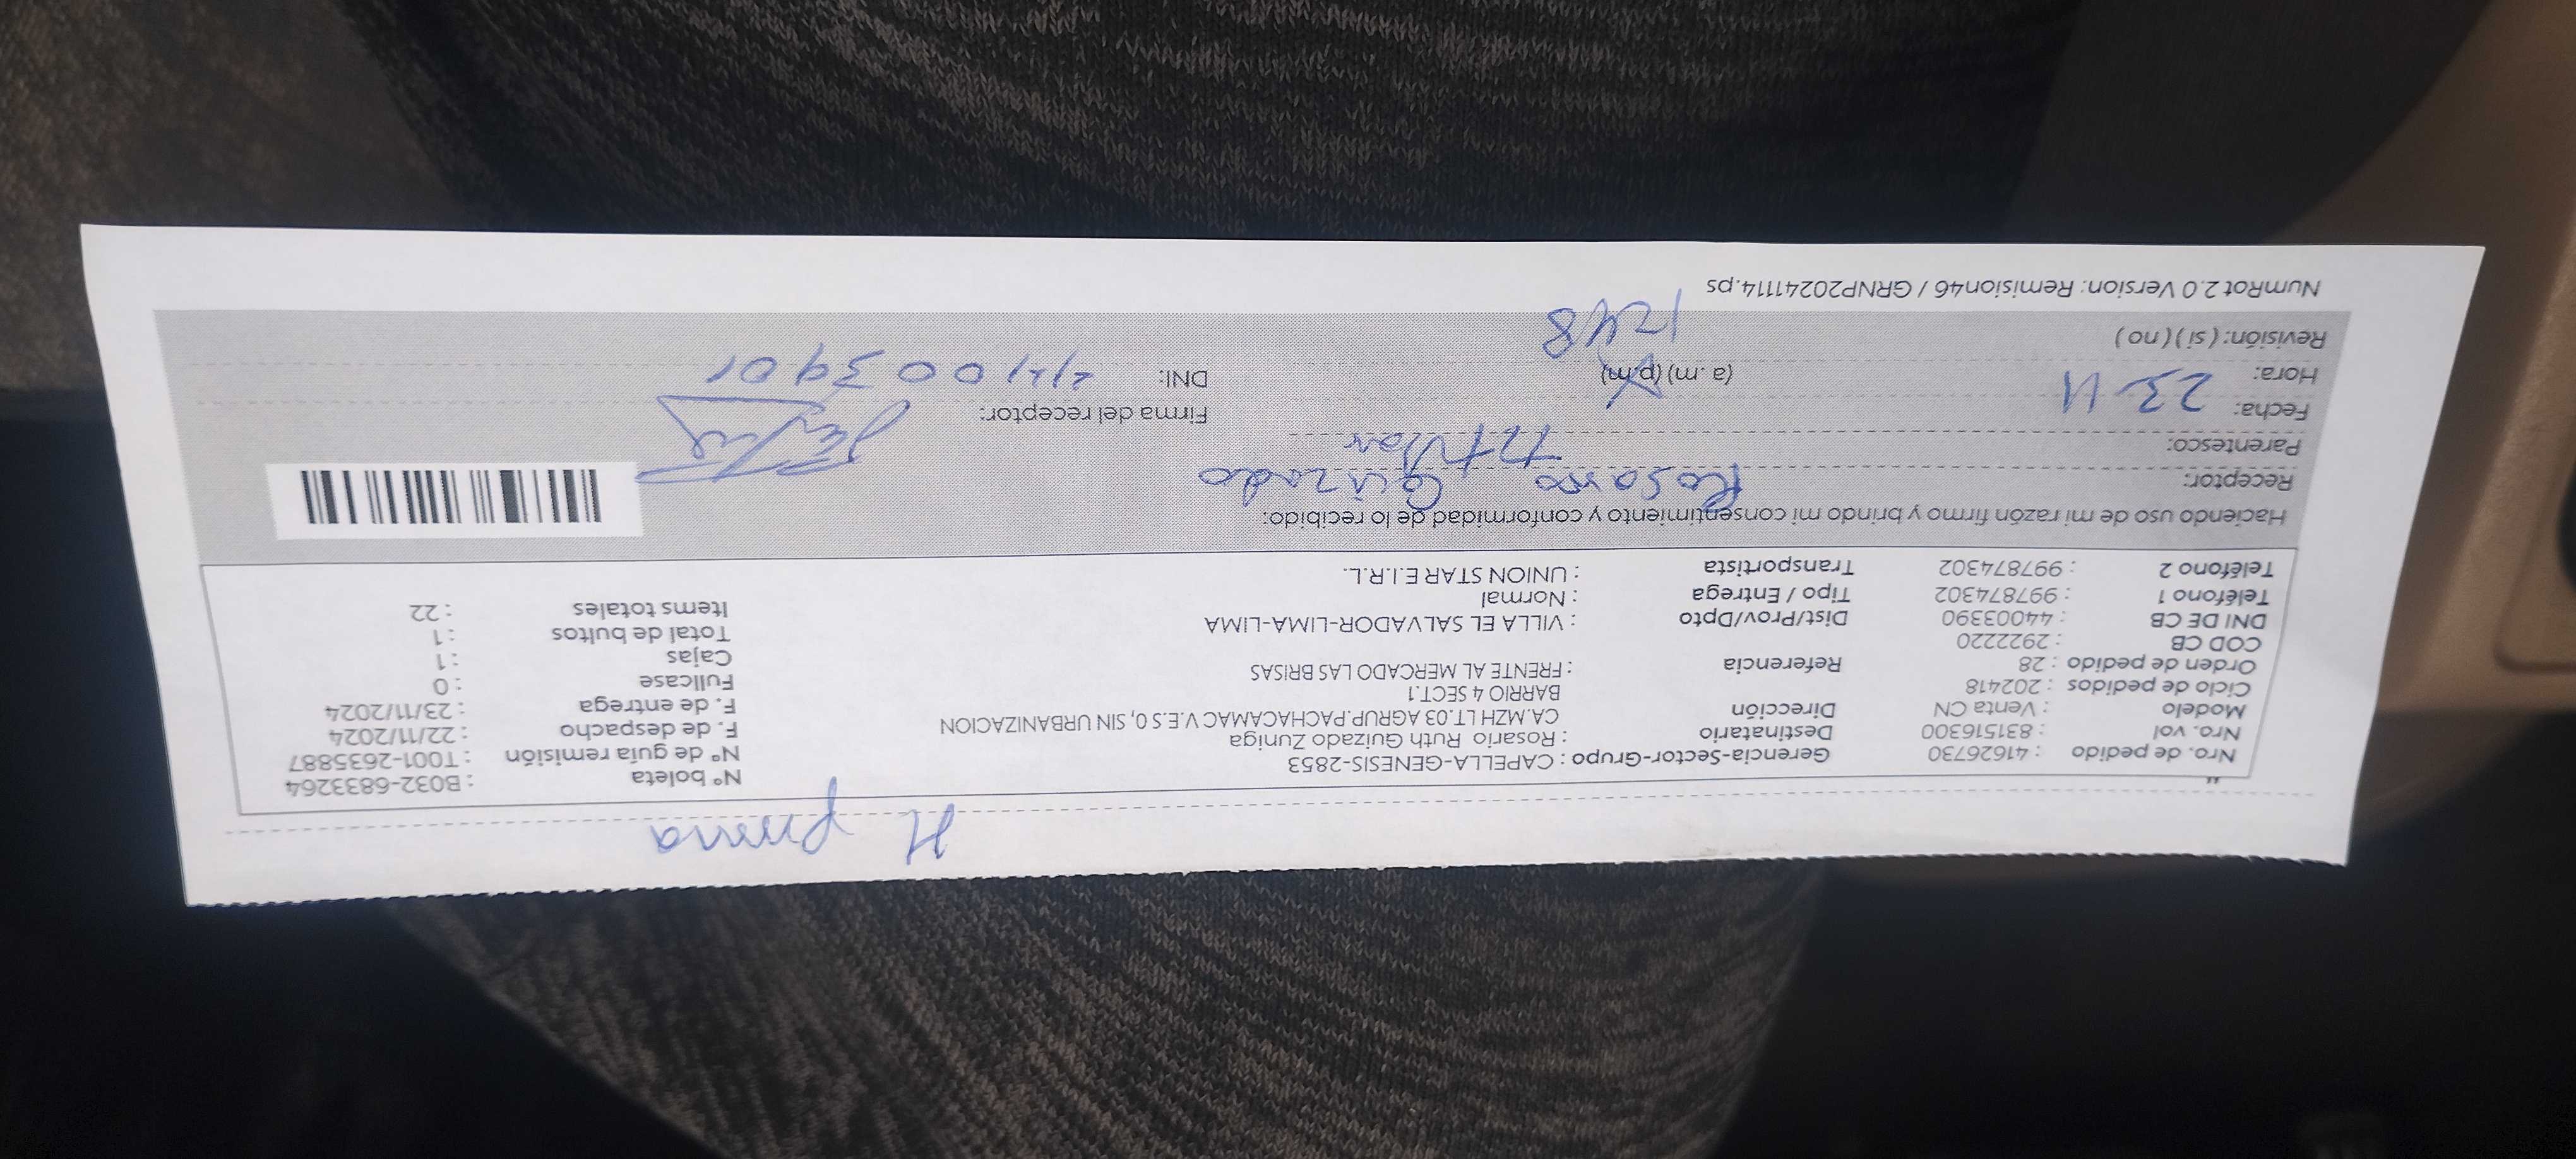 H puma
Nro. de pedido : 41626730 Gerencia-Sector-Grupo : CAPELLA-GENESIS-2853 N° boleta : B032-6833264
Nro. vol : 831516300 Destinatario : Rosario Ruth Guizado Zuniga N° de guía remisión : T001-2635887
Modelo : Venta CN Dirección CA.MZH LT.03 AGRUP.PACHACAMAC V.E.S 0, SIN URBANIZACION F. de despacho : 22/11/2024
Ciclo de pedidos : 202418 BARRIO 4 SECT.1 F. de entrega : 23/11/2024
Orden de pedido : 28 Referencia : FRENTE AL MERCADO LAS BRISAS Fullcase : 0
COD CB : 2922220 Cajas : 1
DNI DE CB : 44003390 Dist/Prov/Dpto : VILLA EL SALVADOR-LIMA-LIMA Total de bultos : 1
Teléfono 1 : 997874302 Tipo / Entrega : Normal Items totales : 22
Teléfono 2 : 997874302 Transportista : UNION STAR E.I.R.L.
Haciendo uso de mi razón firmo y brindo mi consentimiento y conformidad de lo recibido:
Receptor: Rosario Guizado
Parentesco: Titular
Fecha: 23-11 Firma del receptor:
Hora: (a .m) (p.m) DNI:
1248
Revisión: ( si ) ( no )
NumRot 2.0 Version: Remision46 / GRNP20241114.ps